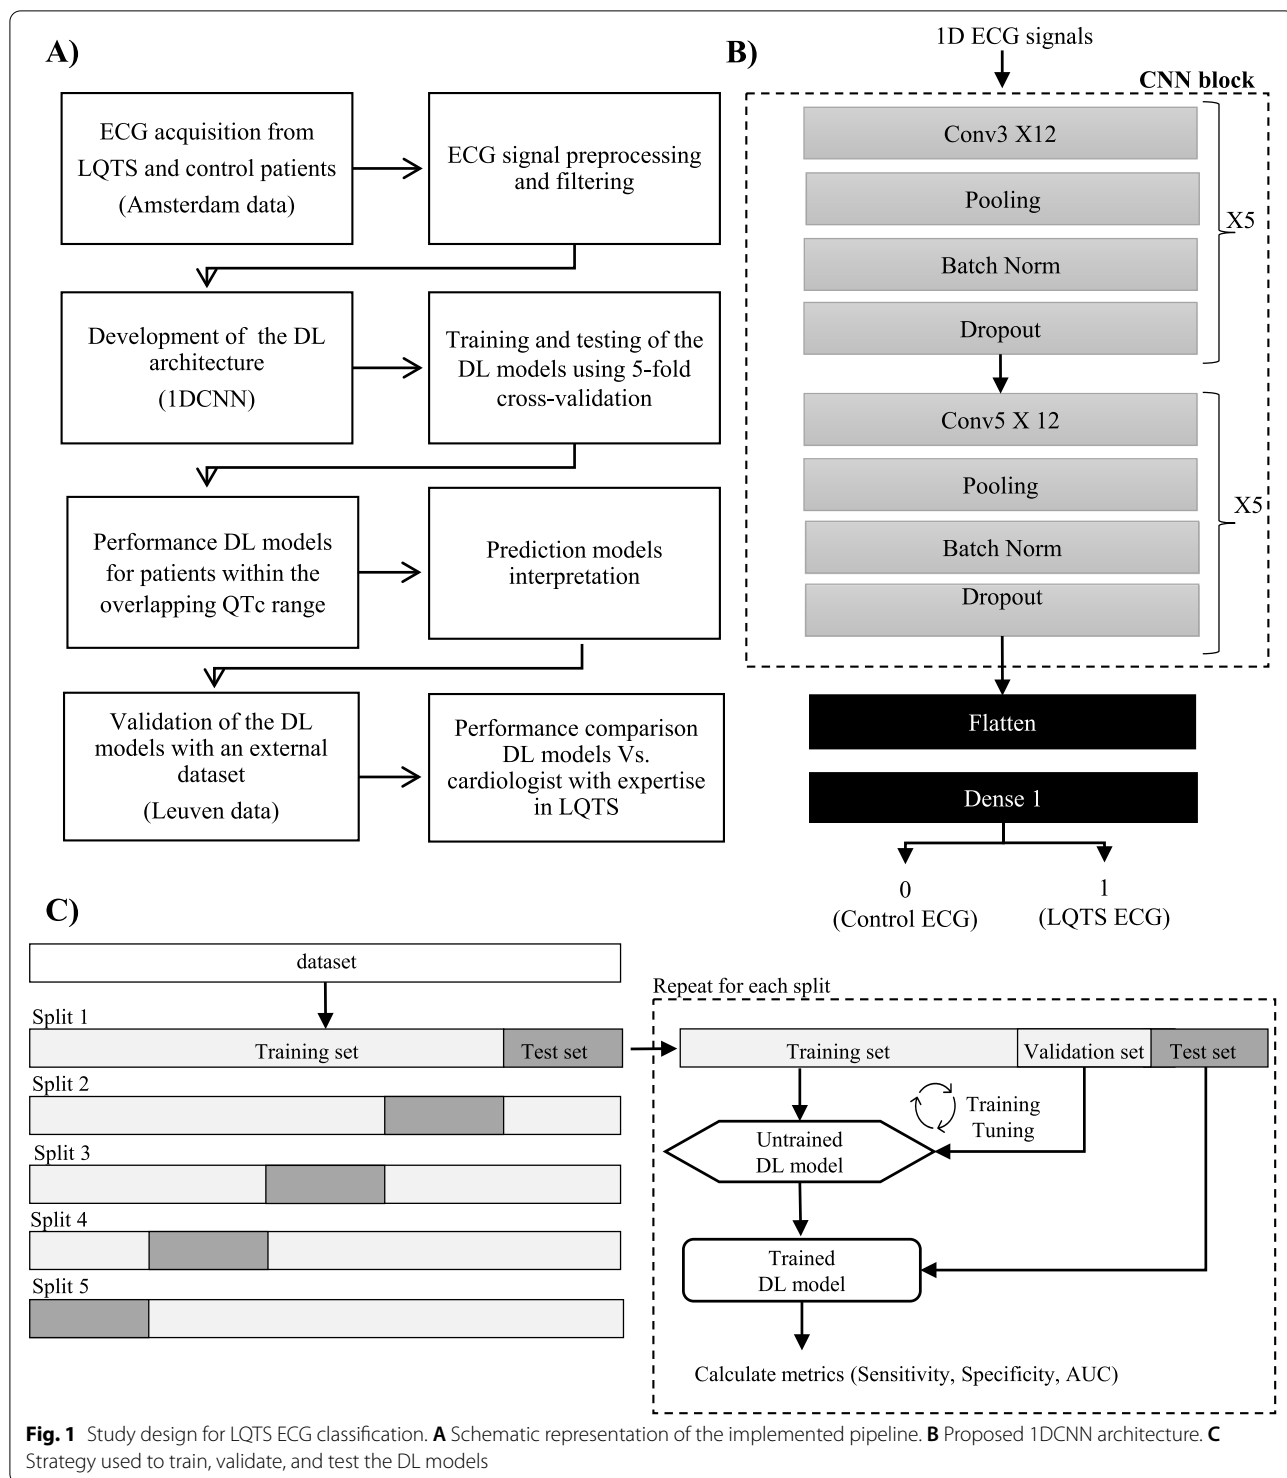 A)
ECG acquisition from
LQTS and control patients
(Amsterdam data)
ECG signal preprocessing
and filtering
Development of the DL
architecture
(1DCNN)
Training and testing of the
DL models using 5-fold
cross-validation
Performance DL models
for patients within the
overlapping QTc range
Prediction models
interpretation
Validation of the DL
models with an external
dataset
(Leuven data)
Performance comparison
DL models Vs.
cardiologist with expertise
in LQTS
B)
1D ECG signals
CNN block
Conv3 X12
Pooling
Batch Norm
Dropout
X5
Conv5 X 12
Pooling
Batch Norm
Dropout
X5
Flatten
Dense 1
0
(Control ECG)
1
(LQTS ECG)
C)
dataset
Split 1
Training set
Test set
Split 2
Split 3
Split 4
Split 5
Repeat for each split
Training set
Validation set
Test set
Training
Tuning
Untrained
DL model
Trained
DL model
Calculate metrics (Sensitivity, Specificity, AUC)
Fig. 1 Study design for LQTS ECG classification. A Schematic representation of the implemented pipeline. B Proposed 1DCNN architecture. C
Strategy used to train, validate, and test the DL models